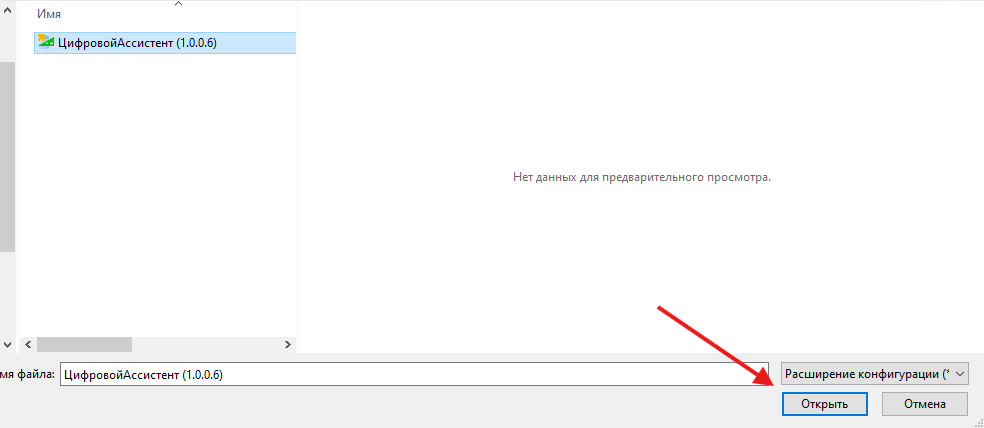 Имя
ЦифровойАссистент (1.0.0.6)
Нет данных для предварительного просмотра.
мя файла: ЦифровойАссистент (1.0.0.6) Расширение конфигурации (*
Открыть Отмена